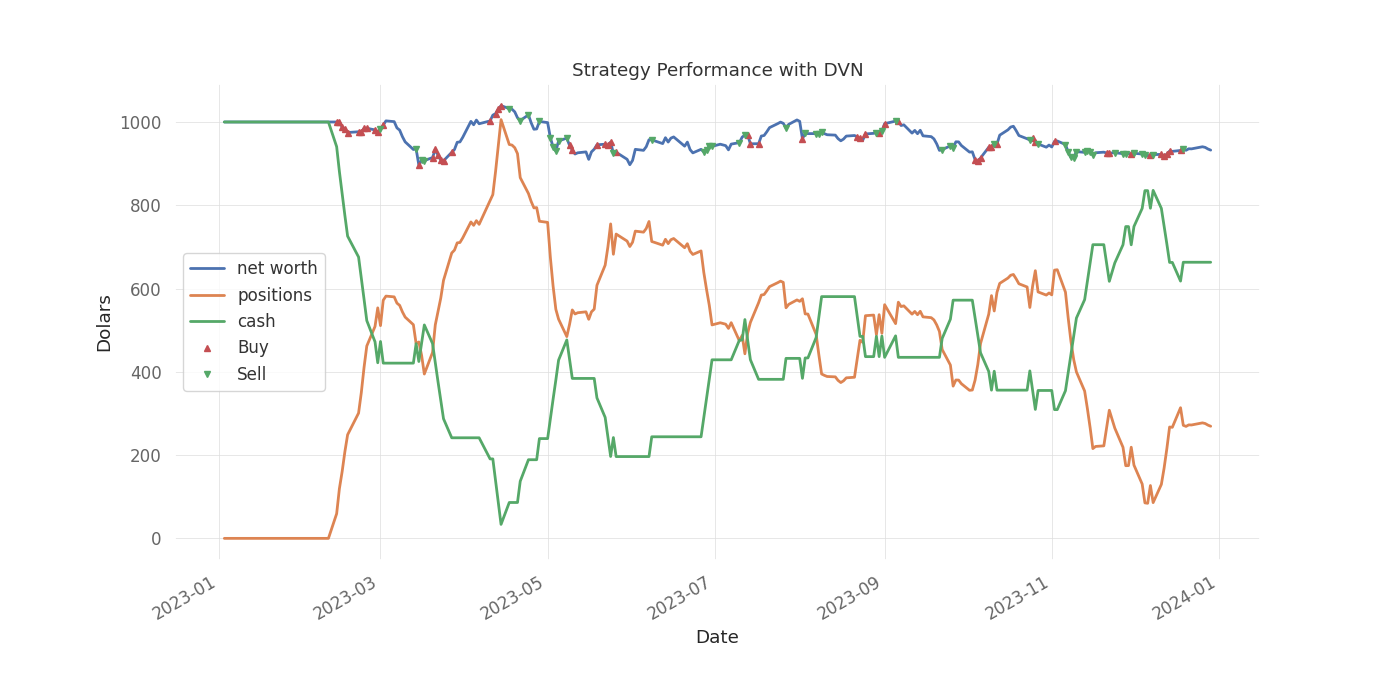 Strategy Performance with DVN
Dolars
1000
800
600
400
200
0
net worth
positions
cash
Buy
Sell
2023-01
2023-03
2023-05
2023-07
2023-09
2023-11
2024-01
Date